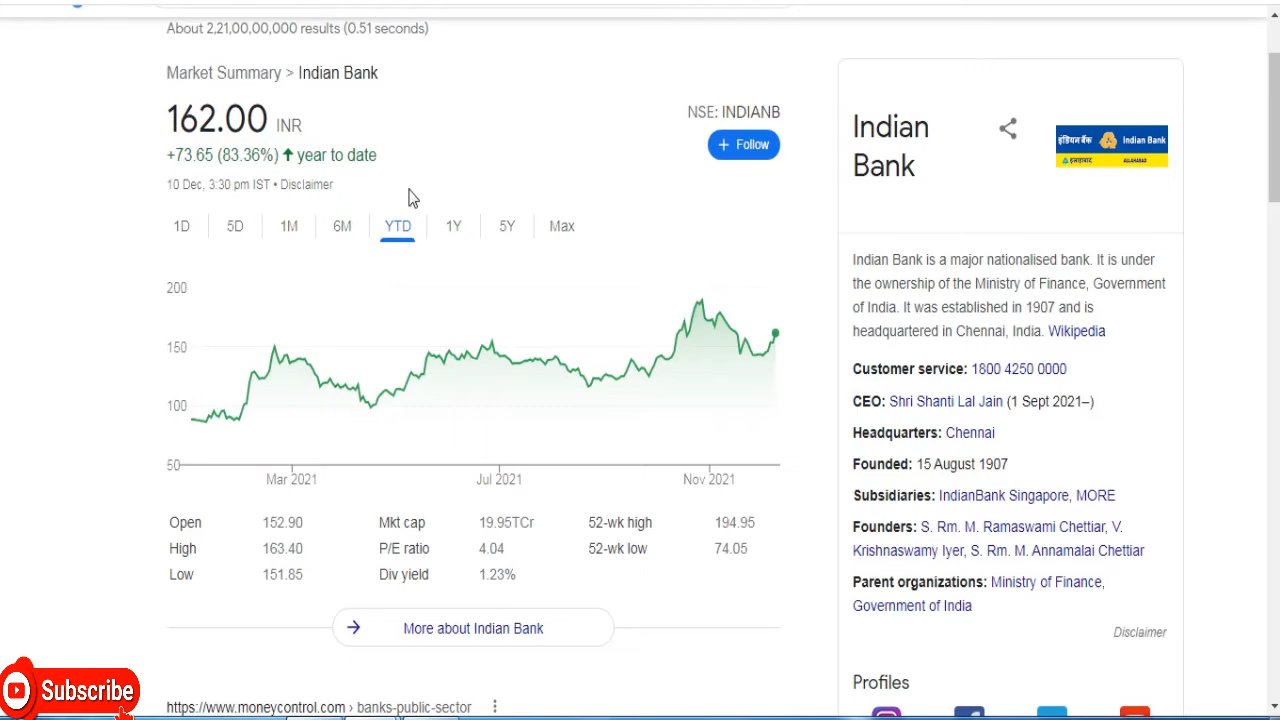 About 2,21,00,00,000 results (0.51 seconds)
Market Summary > Indian Bank
162.00 INR
+73.65 (83.36%) ↑ year to date
10 Dec, 3:30 pm IST • Disclaimer
NSE: INDIANB
+ Follow
1D 5D 1M 6M YTD 1Y 5Y Max
200
150
100
50
Mar 2021 Jul 2021 Nov 2021
Open 152.90 Mkt cap 19.95TCr 52-wk high 194.95
High 163.40 P/E ratio 4.04 52-wk low 74.05
Low 151.85 Div yield 1.23%
More about Indian Bank
https://www.moneycontrol.com › banks-public-sector
Subscribe
Indian
Bank
इंडियन बैंक Indian Bank
इलाहाबाद ALLAHABAD
Indian Bank is a major nationalised bank. It is under
the ownership of the Ministry of Finance, Government
of India. It was established in 1907 and is
headquartered in Chennai, India. Wikipedia
Customer service: 1800 4250 0000
CEO: Shri Shanti Lal Jain (1 Sept 2021–)
Headquarters: Chennai
Founded: 15 August 1907
Subsidiaries: IndianBank Singapore, MORE
Founders: S. Rm. M. Ramaswami Chettiar, V.
Krishnaswamy Iyer, S. Rm. M. Annamalai Chettiar
Parent organizations: Ministry of Finance,
Government of India
Disclaimer
Profiles